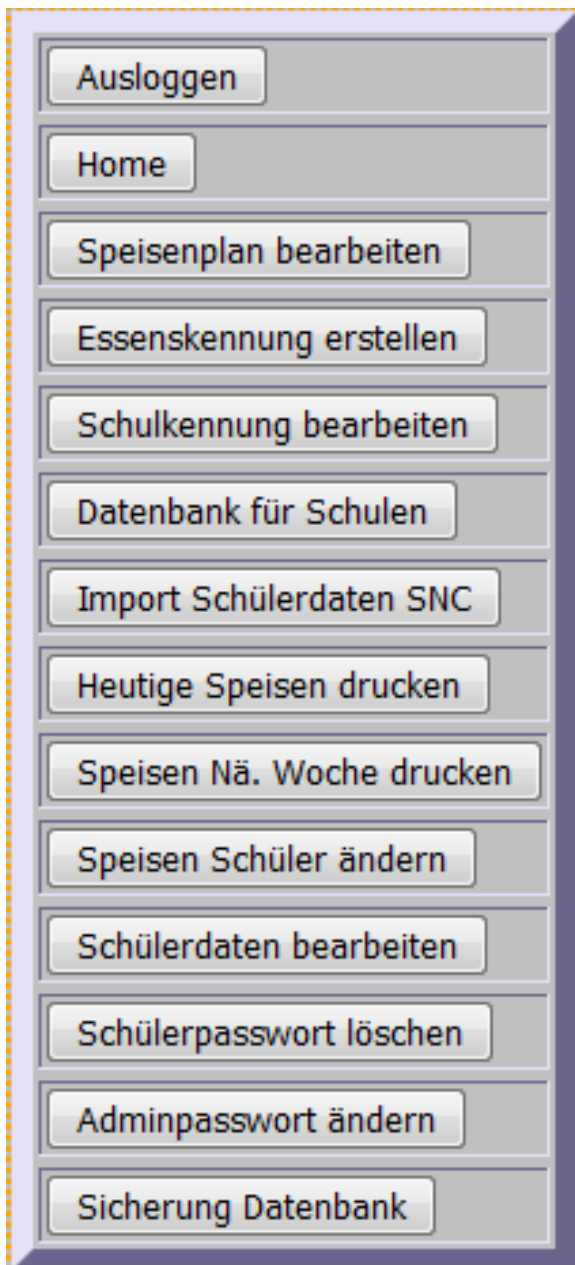 Ausloggen
Home
Speisenplan bearbeiten
Essenskennung erstellen
Schulkennung bearbeiten
Datenbank für Schulen
Import Schülerdaten SNC
Heutige Speisen drucken
Speisen Nä. Woche drucken
Speisen Schüler ändern
Schülerdaten bearbeiten
Schülerpasswort löschen
Adminpasswort ändern
Sicherung Datenbank